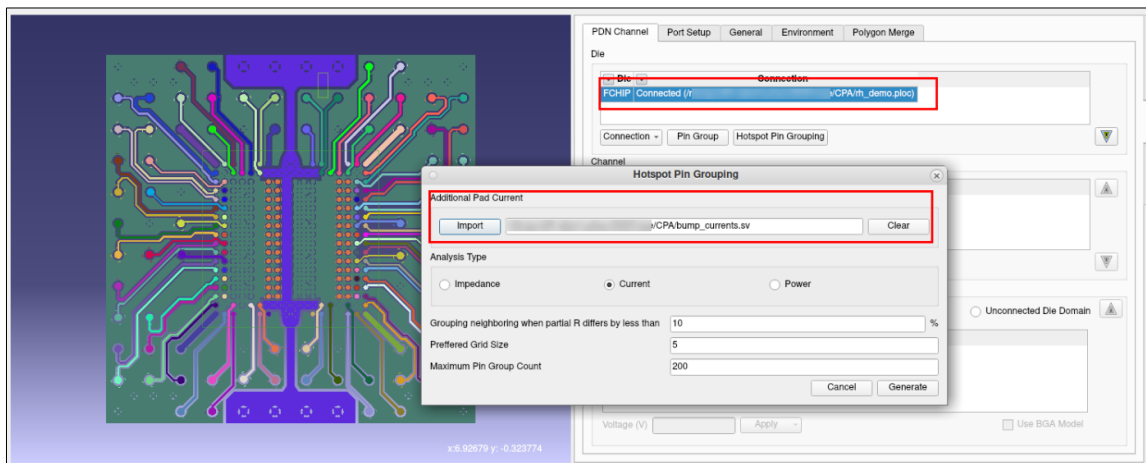 PDN Channel Port Setup General Environment Polygon Merge
Die
Die Connection
FCHIP Connected (/r e/CPA/rh_demo.ploc)
Connection Pin Group Hotspot Pin Grouping
Channel
Hotspot Pin Grouping
Additional Pad Current
Import e/CPA/bump_currents.sv Clear
Analysis Type
Impedance Current Power
Unconnected Die Domain
Grouping neighboring when partial R differs by less than 10 %
Preffered Grid Size 5
Maximum Pin Group Count 200
Cancel Generate
Voltage (V) Apply Use BGA Model
x:6.92679 y: -0.323774